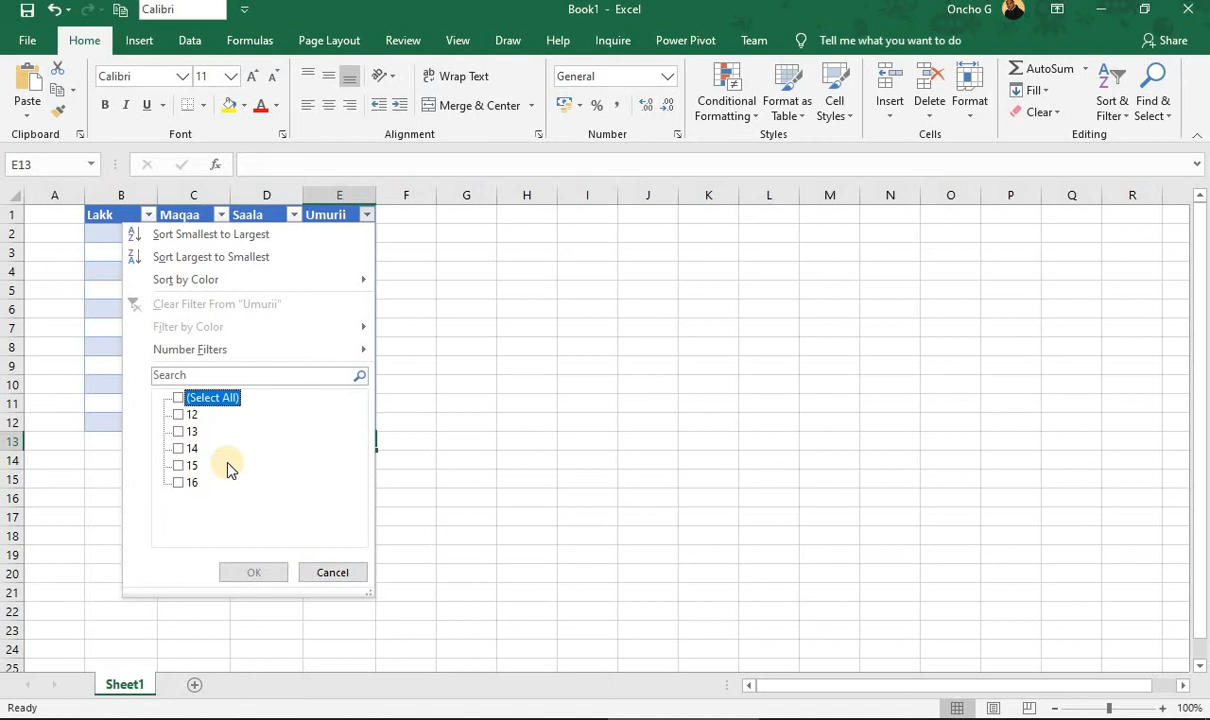 Calibri
Book1 - Excel
Oncho G
File Home Insert Data Formulas Page Layout Review View Draw Help Inquire Power Pivot Team Tell me what you want to do Share
Calibri 11 Wrap Text General AutoSum
Paste B I U Merge & Center % Conditional Formatting Format as Table Cell Styles Insert Delete Format Fill Sort & Filter Find & Select
Clear
Clipboard Font Alignment Number Styles Cells Editing
E13 fx
A B C D E F G H I J K L M N O P Q R
1 Lakk Maqaa Saala Umurii
2 Sort Smallest to Largest
3 Sort Largest to Smallest
4 Sort by Color
5 Clear Filter From "Umurii"
6
7 Filter by Color
8 Number Filters
9 Search
10 (Select All)
11 12
12 13
13 14
14 15
15 16
16
17
18
19
20 OK Cancel
21
22
23
24
25
Sheet1
Ready 100%